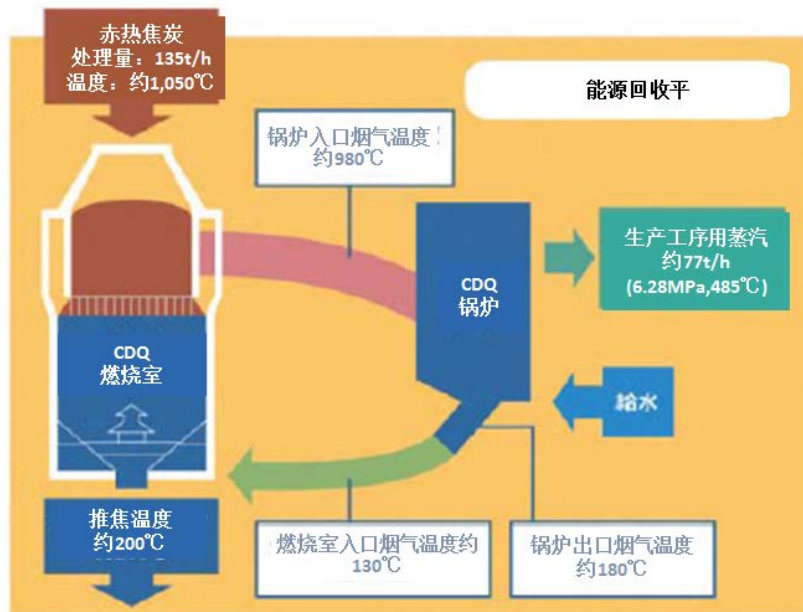 赤热焦炭
处理量：135t/h
温度：约1,050℃
能源回收平
锅炉入口烟气温度
约980℃
生产工序用蒸汽
约77t/h
(6.28MPa,485℃)
CDQ
锅炉
CDQ
燃烧室
給水
推焦温度
约200℃
燃烧室入口烟气温度约
130℃
锅炉出口烟气温度
约180℃